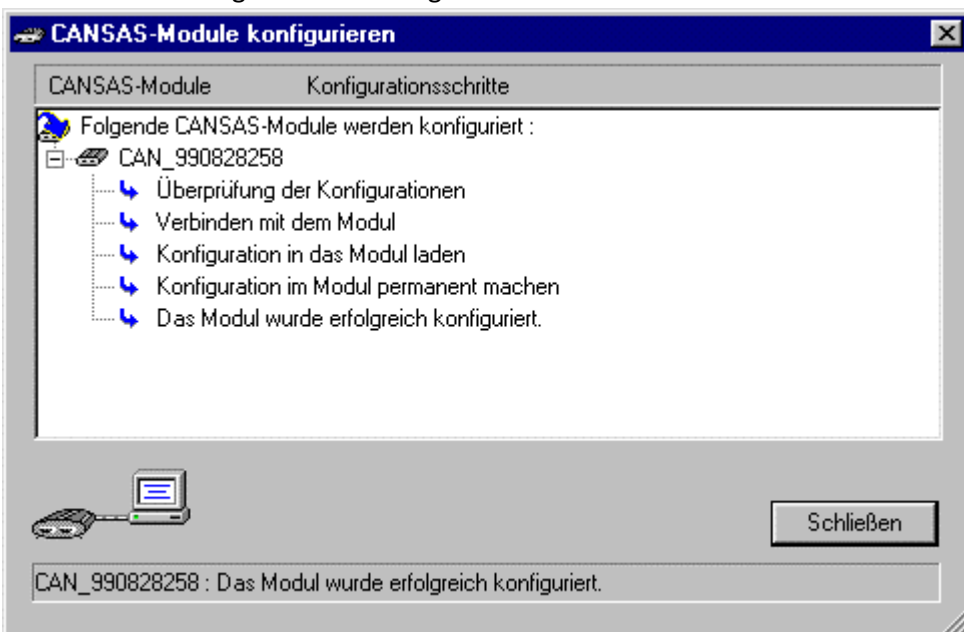 CANSAS-Module konfigurieren
CANSAS-Module Konfigurationsschritte
Folgende CANSAS-Module werden konfiguriert :
CAN_990828258
Überprüfung der Konfigurationen
Verbinden mit dem Modul
Konfiguration in das Modul laden
Konfiguration im Modul permanent machen
Das Modul wurde erfolgreich konfiguriert.
Schließen
CAN_990828258 : Das Modul wurde erfolgreich konfiguriert.